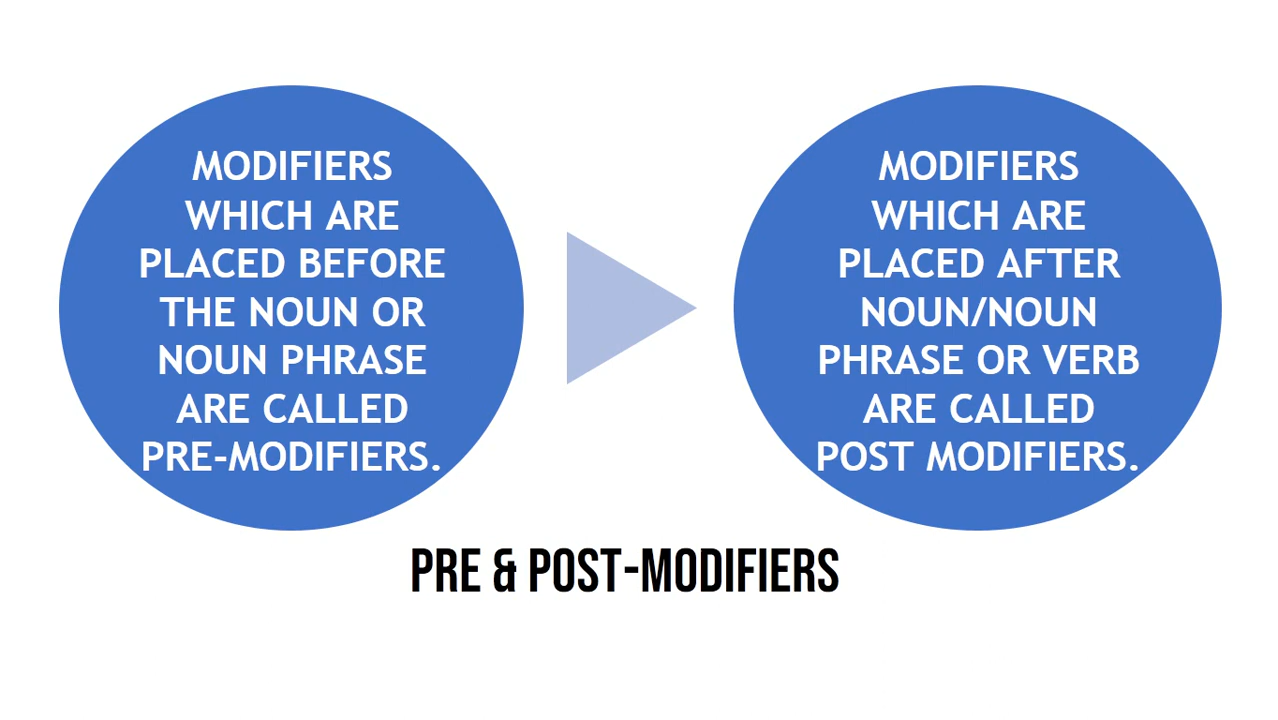 MODIFIERS
WHICH ARE
PLACED BEFORE
THE NOUN OR
NOUN PHRASE
ARE CALLED
PRE-MODIFIERS.
MODIFIERS
WHICH ARE
PLACED AFTER
NOUN/NOUN
PHRASE OR VERB
ARE CALLED
POST MODIFIERS.
PRE & POST-MODIFIERS